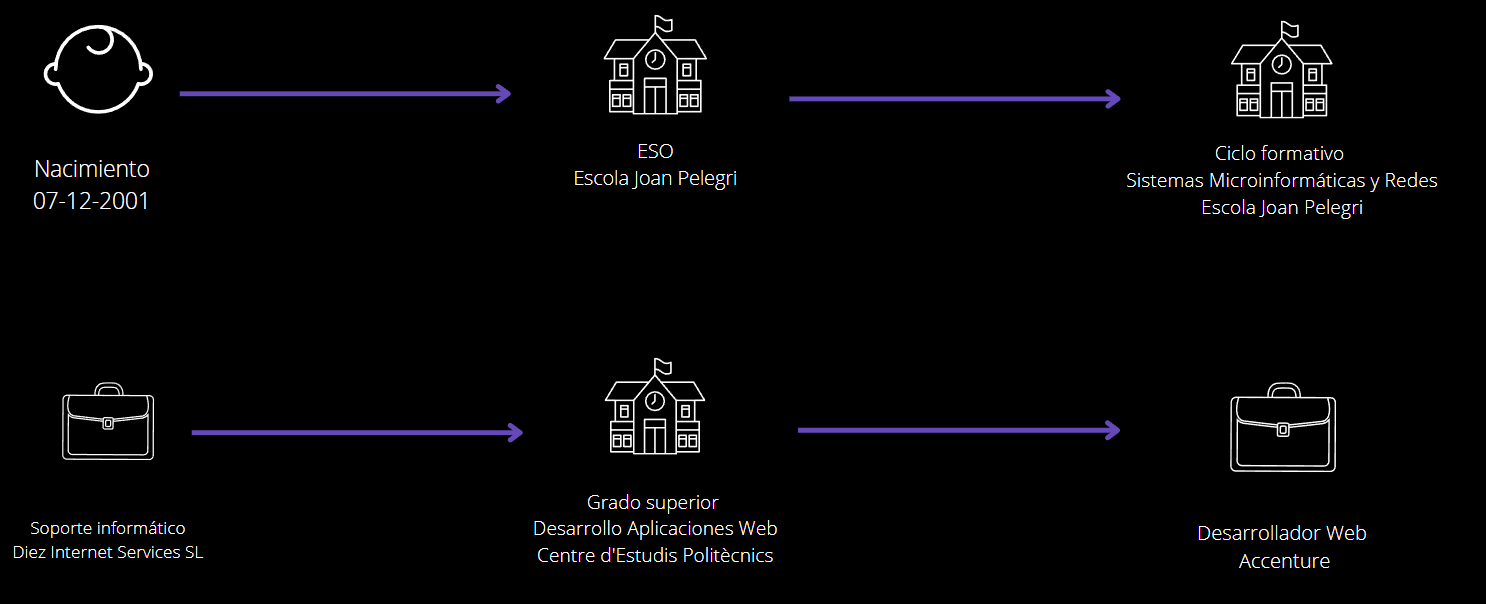 Nacimiento
07-12-2001
ESO
Escola Joan Pelegri
Ciclo formativo
Sistemas Microinformáticas y Redes
Escola Joan Pelegri
Soporte informático
Diez Internet Services SL
Grado superior
Desarrollo Aplicaciones Web
Centre d'Estudis Politècnics
Desarrollador Web
Accenture